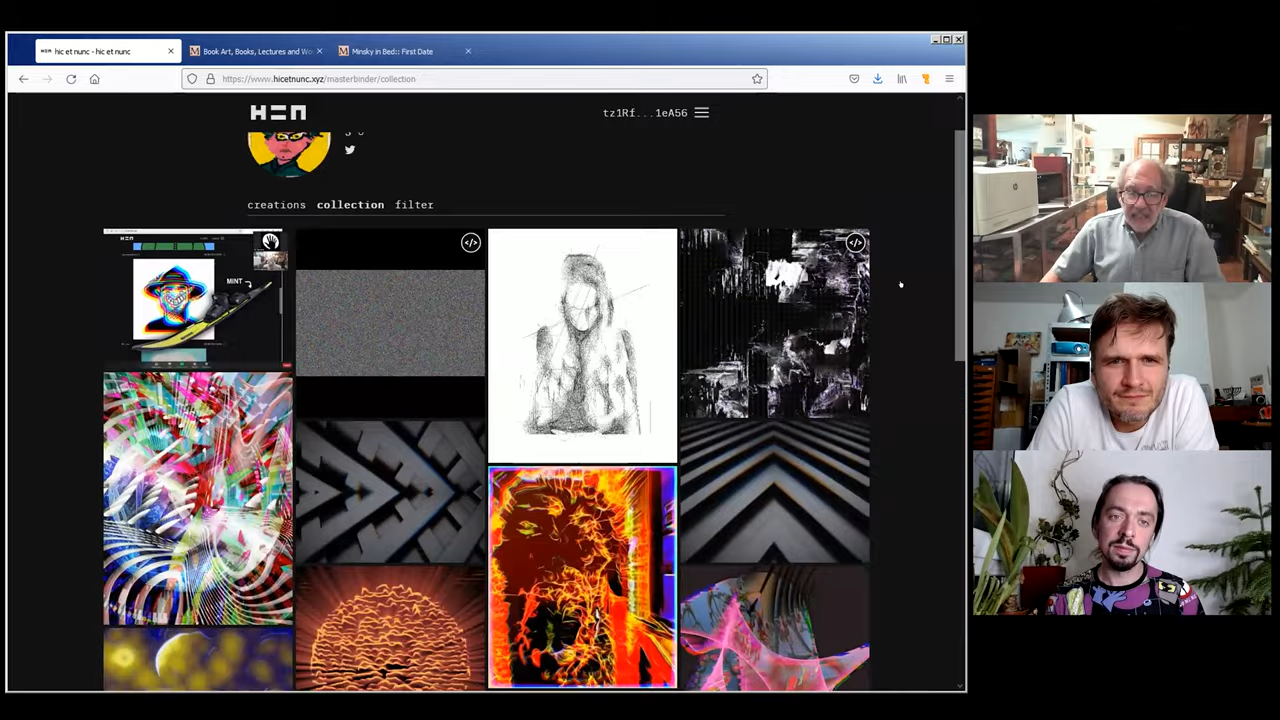 hic et nunc - hic et nunc
Book Art, Books, Lectures and Wo
Minsky in Bed:: First Date
https://www.hicetnunc.xyz/masterbinder/collection
tz1Rf...1eA56
creations collection filter
MINT